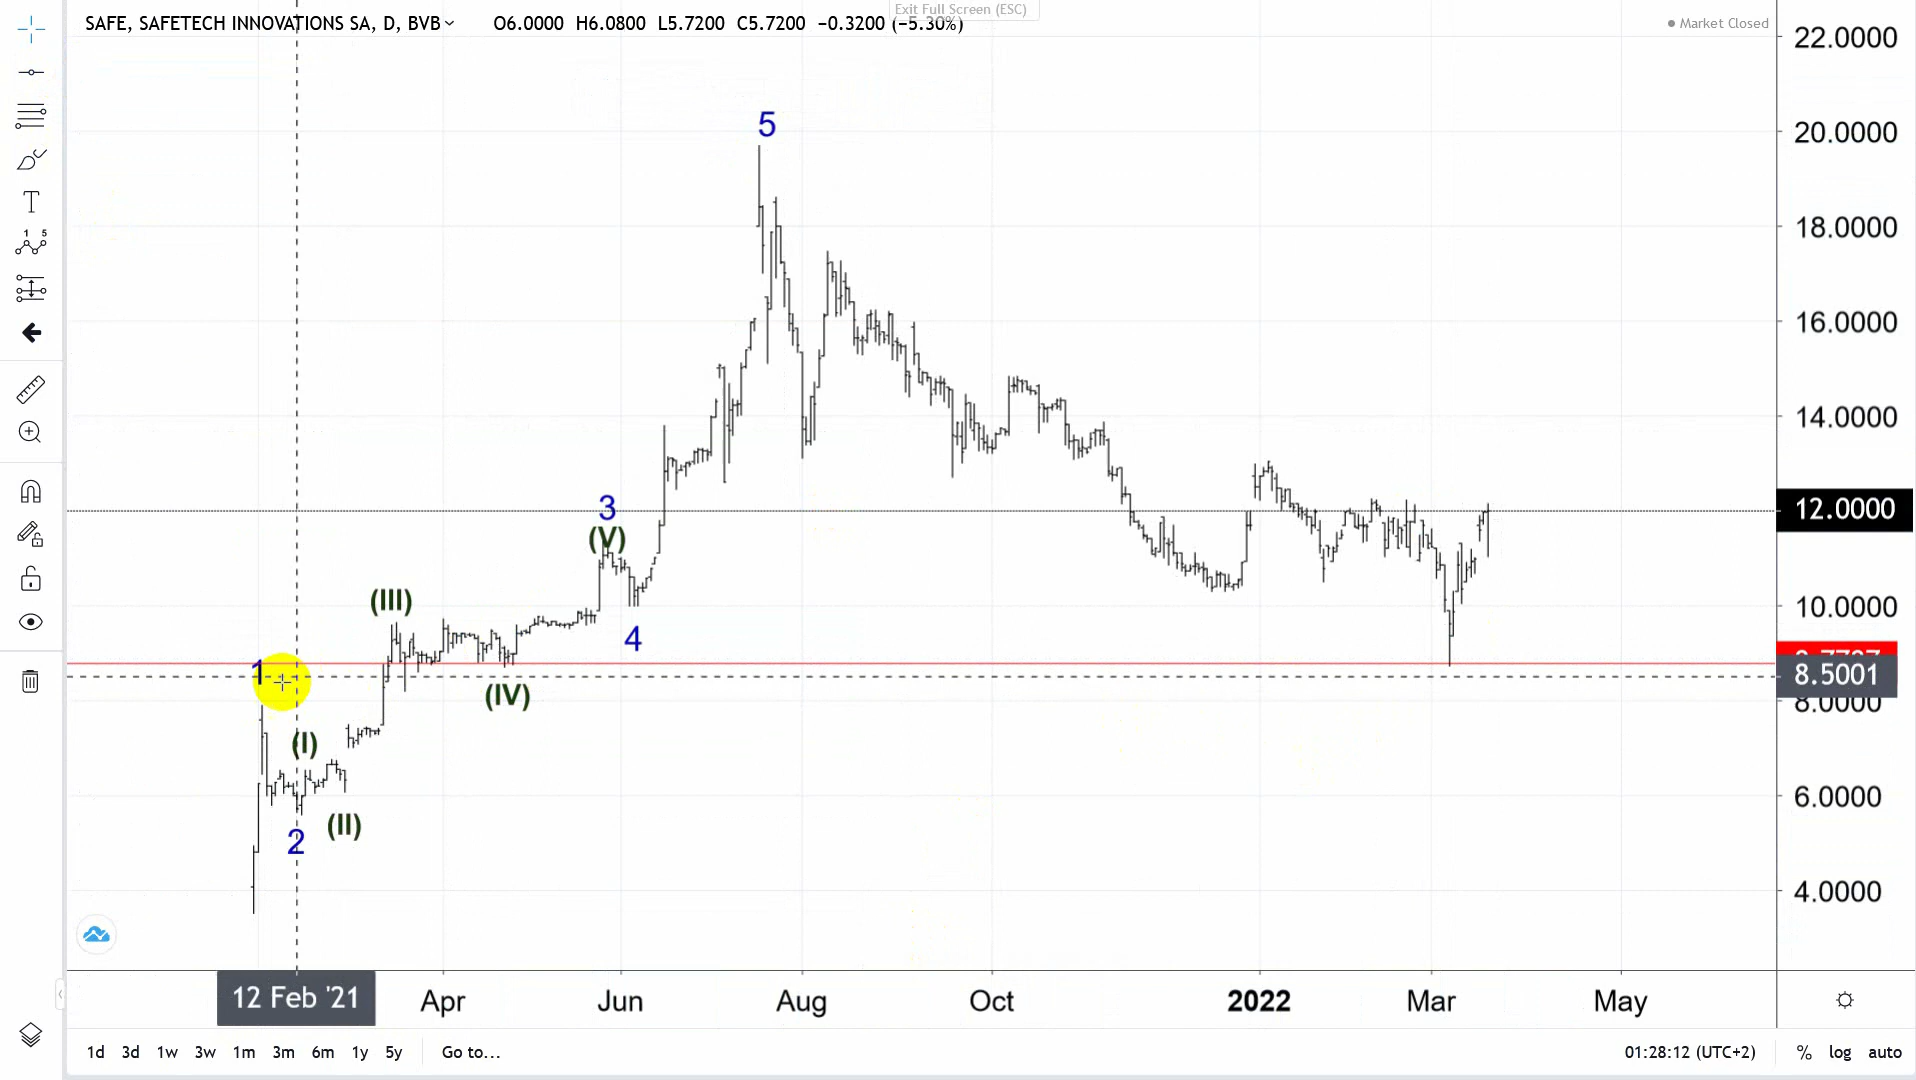 Exit Full Screen (ESC)
SAFE, SAFETECH INNOVATIONS SA, D, BVB O6.0000 H6.0800 L5.7200 C5.7200 −0.3200 (−5.30%)
Market Closed
22.0000
20.0000
18.0000
16.0000
14.0000
12.0000
10.0000
8.5001
8.0000
6.0000
4.0000
5
3
(V)
4
(III)
(IV)
1
(I)
2
(II)
12 Feb '21 Apr Jun Aug Oct 2022 Mar May
1d 3d 1w 3w 1m 3m 6m 1y 5y Go to... 01:28:12 (UTC+2) % log auto
T
1 5